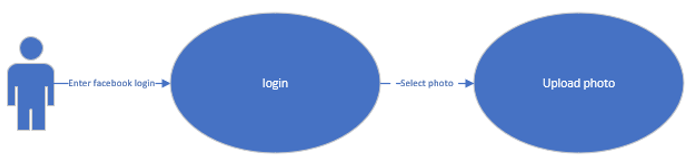 Enter facebook login
login
Select photo
Upload photo